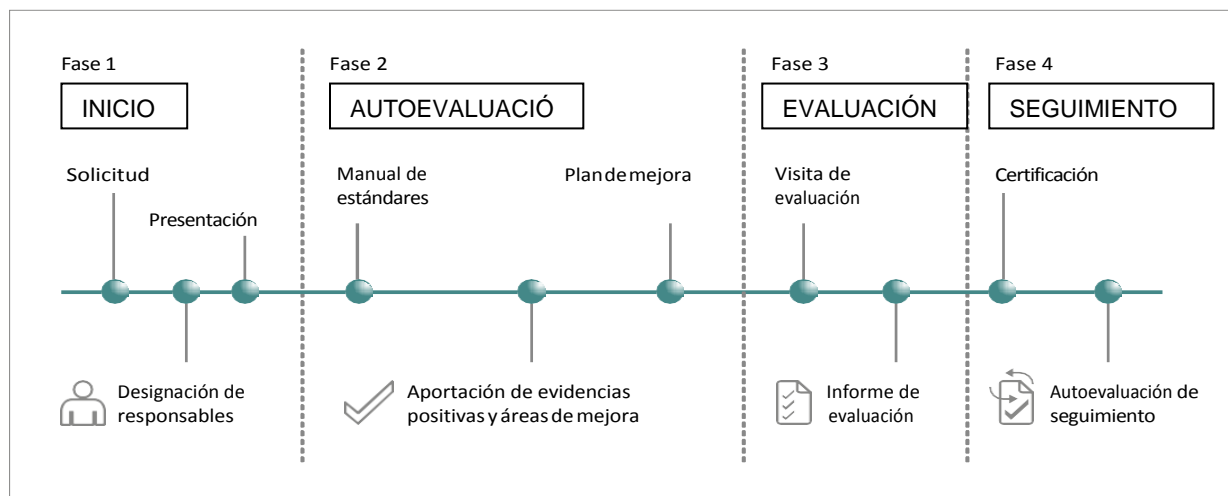 Fase 1
INICIO
Solicitud
Presentación
Designación de
responsables
Fase 2
AUTOEVALUACIÓ
Manual de
estándares
Plan de mejora
Aportación de evidencias
positivas y áreas de mejora
Fase 3
EVALUACIÓN
Visita de
evaluación
Informe de
evaluación
Fase 4
SEGUIMIENTO
Certificación
Autoevaluación de
seguimiento